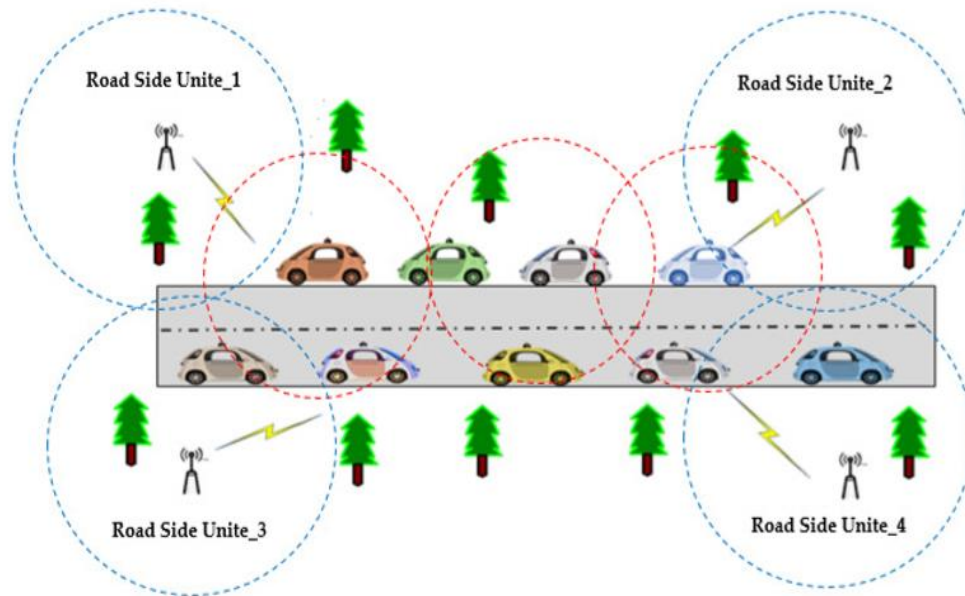 Road Side Unite_1
Road Side Unite_2
Road Side Unite_3
Road Side Unite_4